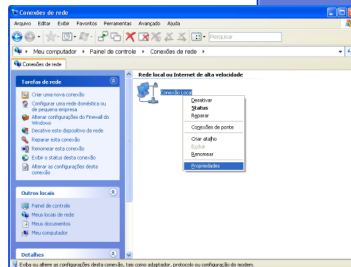 Conexões de rede
Arquivo Editar Exibir Favoritos Ferramentas Avançado Ajuda
Pesquisar
Meu computador Painel de controle Conexões de rede
Conexões de rede
Tarefas de rede
Criar uma nova conexão
Configurar uma rede doméstica ou de pequena empresa
Alterar configurações do Firewall do Windows
Desative este dispositivo de rede
Reparar esta conexão
Renomear esta conexão
Exibir o status desta conexão
Alterar as configurações desta conexão
Outros locais
Painel de controle
Meus locais de rede
Meus documentos
Meu computador
Detalhes
Rede local ou Internet de alta velocidade
Conexão Local
Desativar
Status
Reparar
Conexões de ponte
Criar atalho
Excluir
Renomear
Propriedades
Exibe ou altera as configurações desta conexão, tais como adaptador, protocolo ou configuração do modem.